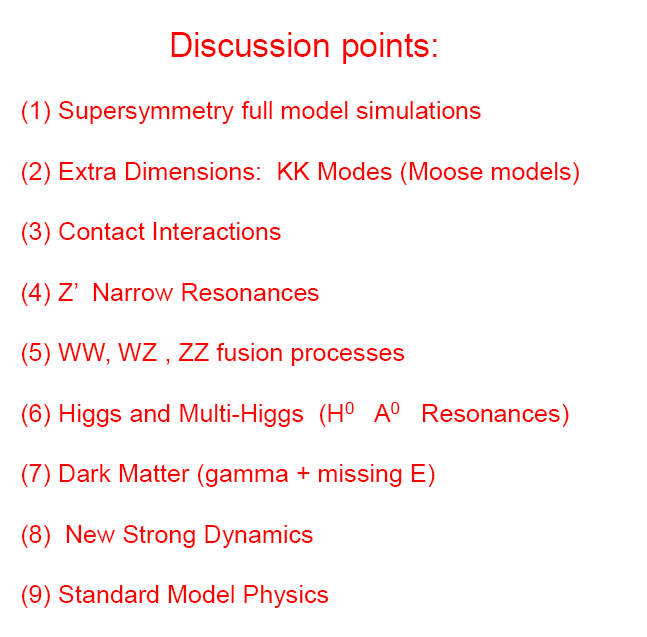 Discussion points:
(1) Supersymmetry full model simulations
(2) Extra Dimensions:  KK Modes (Moose models)
(3) Contact Interactions
(4) Z’  Narrow Resonances
(5) WW, WZ , ZZ fusion processes
(6) Higgs and Multi-Higgs  (H⁰   A⁰   Resonances)
(7) Dark Matter (gamma + missing E)
(8)  New Strong Dynamics
(9) Standard Model Physics